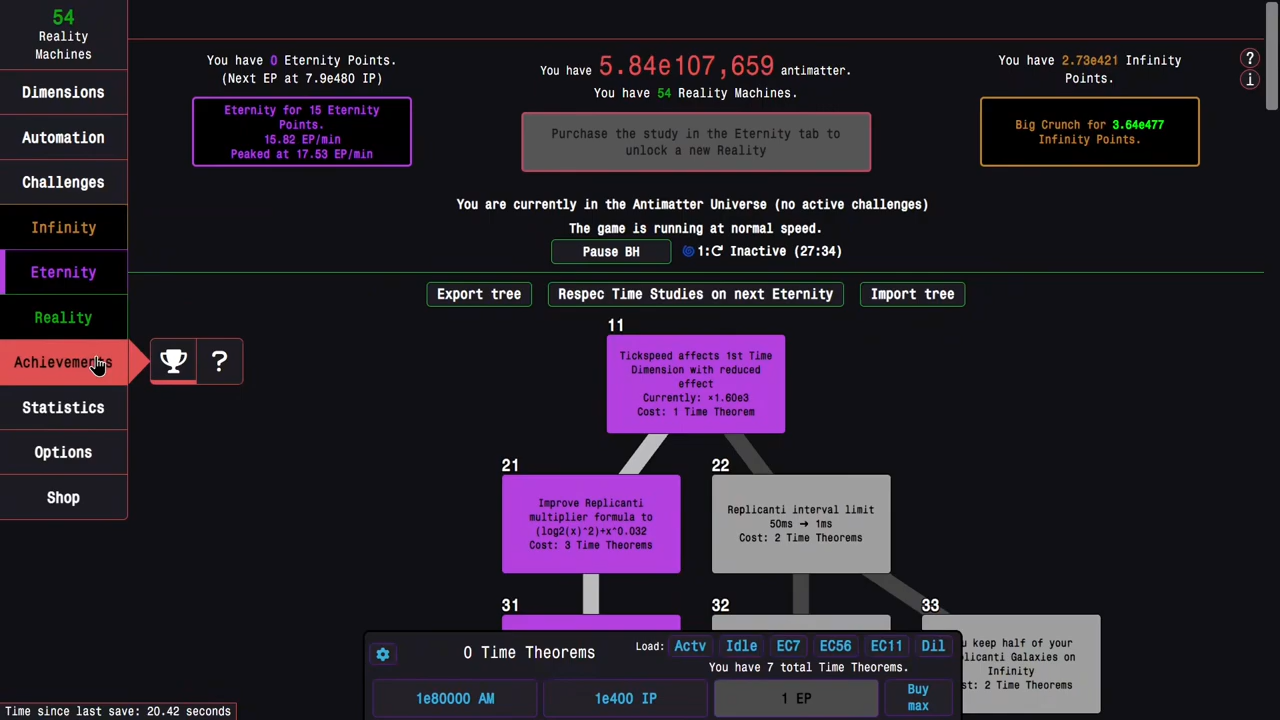 54
Reality
Machines
Dimensions
Automation
Challenges
Infinity
Eternity
Reality
Achievements
?
Statistics
Options
Shop
You have 0 Eternity Points.
(Next EP at 7.9e480 IP)
Eternity for 15 Eternity
Points.
15.82 EP/min
Peaked at 17.53 EP/min
You have 5.84e107,659 antimatter.
You have 54 Reality Machines.
Purchase the study in the Eternity tab to
unlock a new Reality
You have 2.73e421 Infinity
Points.
Big Crunch for 3.64e477
Infinity Points.
?
i
You are currently in the Antimatter Universe (no active challenges)
The game is running at normal speed.
Pause BH
1: Inactive (27:34)
Export tree
Respec Time Studies on next Eternity
Import tree
11
Tickspeed affects 1st Time
Dimension with reduced
effect
Currently: ×1.60e3
Cost: 1 Time Theorem
21
Improve Replicanti
multiplier formula to
(log2(x)^2)+x^0.032
Cost: 3 Time Theorems
22
Replicanti interval limit
50ms → 1ms
Cost: 2 Time Theorems
31
32
33
keep half of your
Replicanti Galaxies on
Infinity
Cost: 2 Time Theorems
0 Time Theorems
Load: Actv Idle EC7 EC56 EC11 Dil
You have 7 total Time Theorems.
1e80000 AM
1e400 IP
1 EP
Buy
max
Time since last save: 20.42 seconds